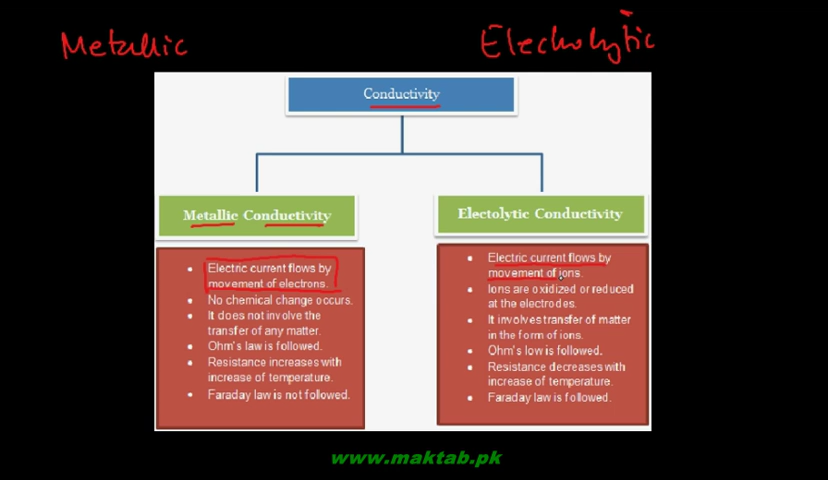 Metallic
Electrolytic
Conductivity
Metallic Conductivity
Electolytic Conductivity
• Electric current flows by
movement of electrons.
• No chemical change occurs.
• It does not involve the
transfer of any matter.
• Ohm's law is followed.
• Resistance increases with
increase of temperature.
• Faraday law is not followed.
• Electric current flows by
movement of ions.
• Ions are oxidized or reduced
at the electrodes.
• It involves transfer of matter
in the form of ions.
• Ohm's low is followed.
• Resistance decreases with
increase of temperature.
• Faraday law is followed.
www.maktab.pk